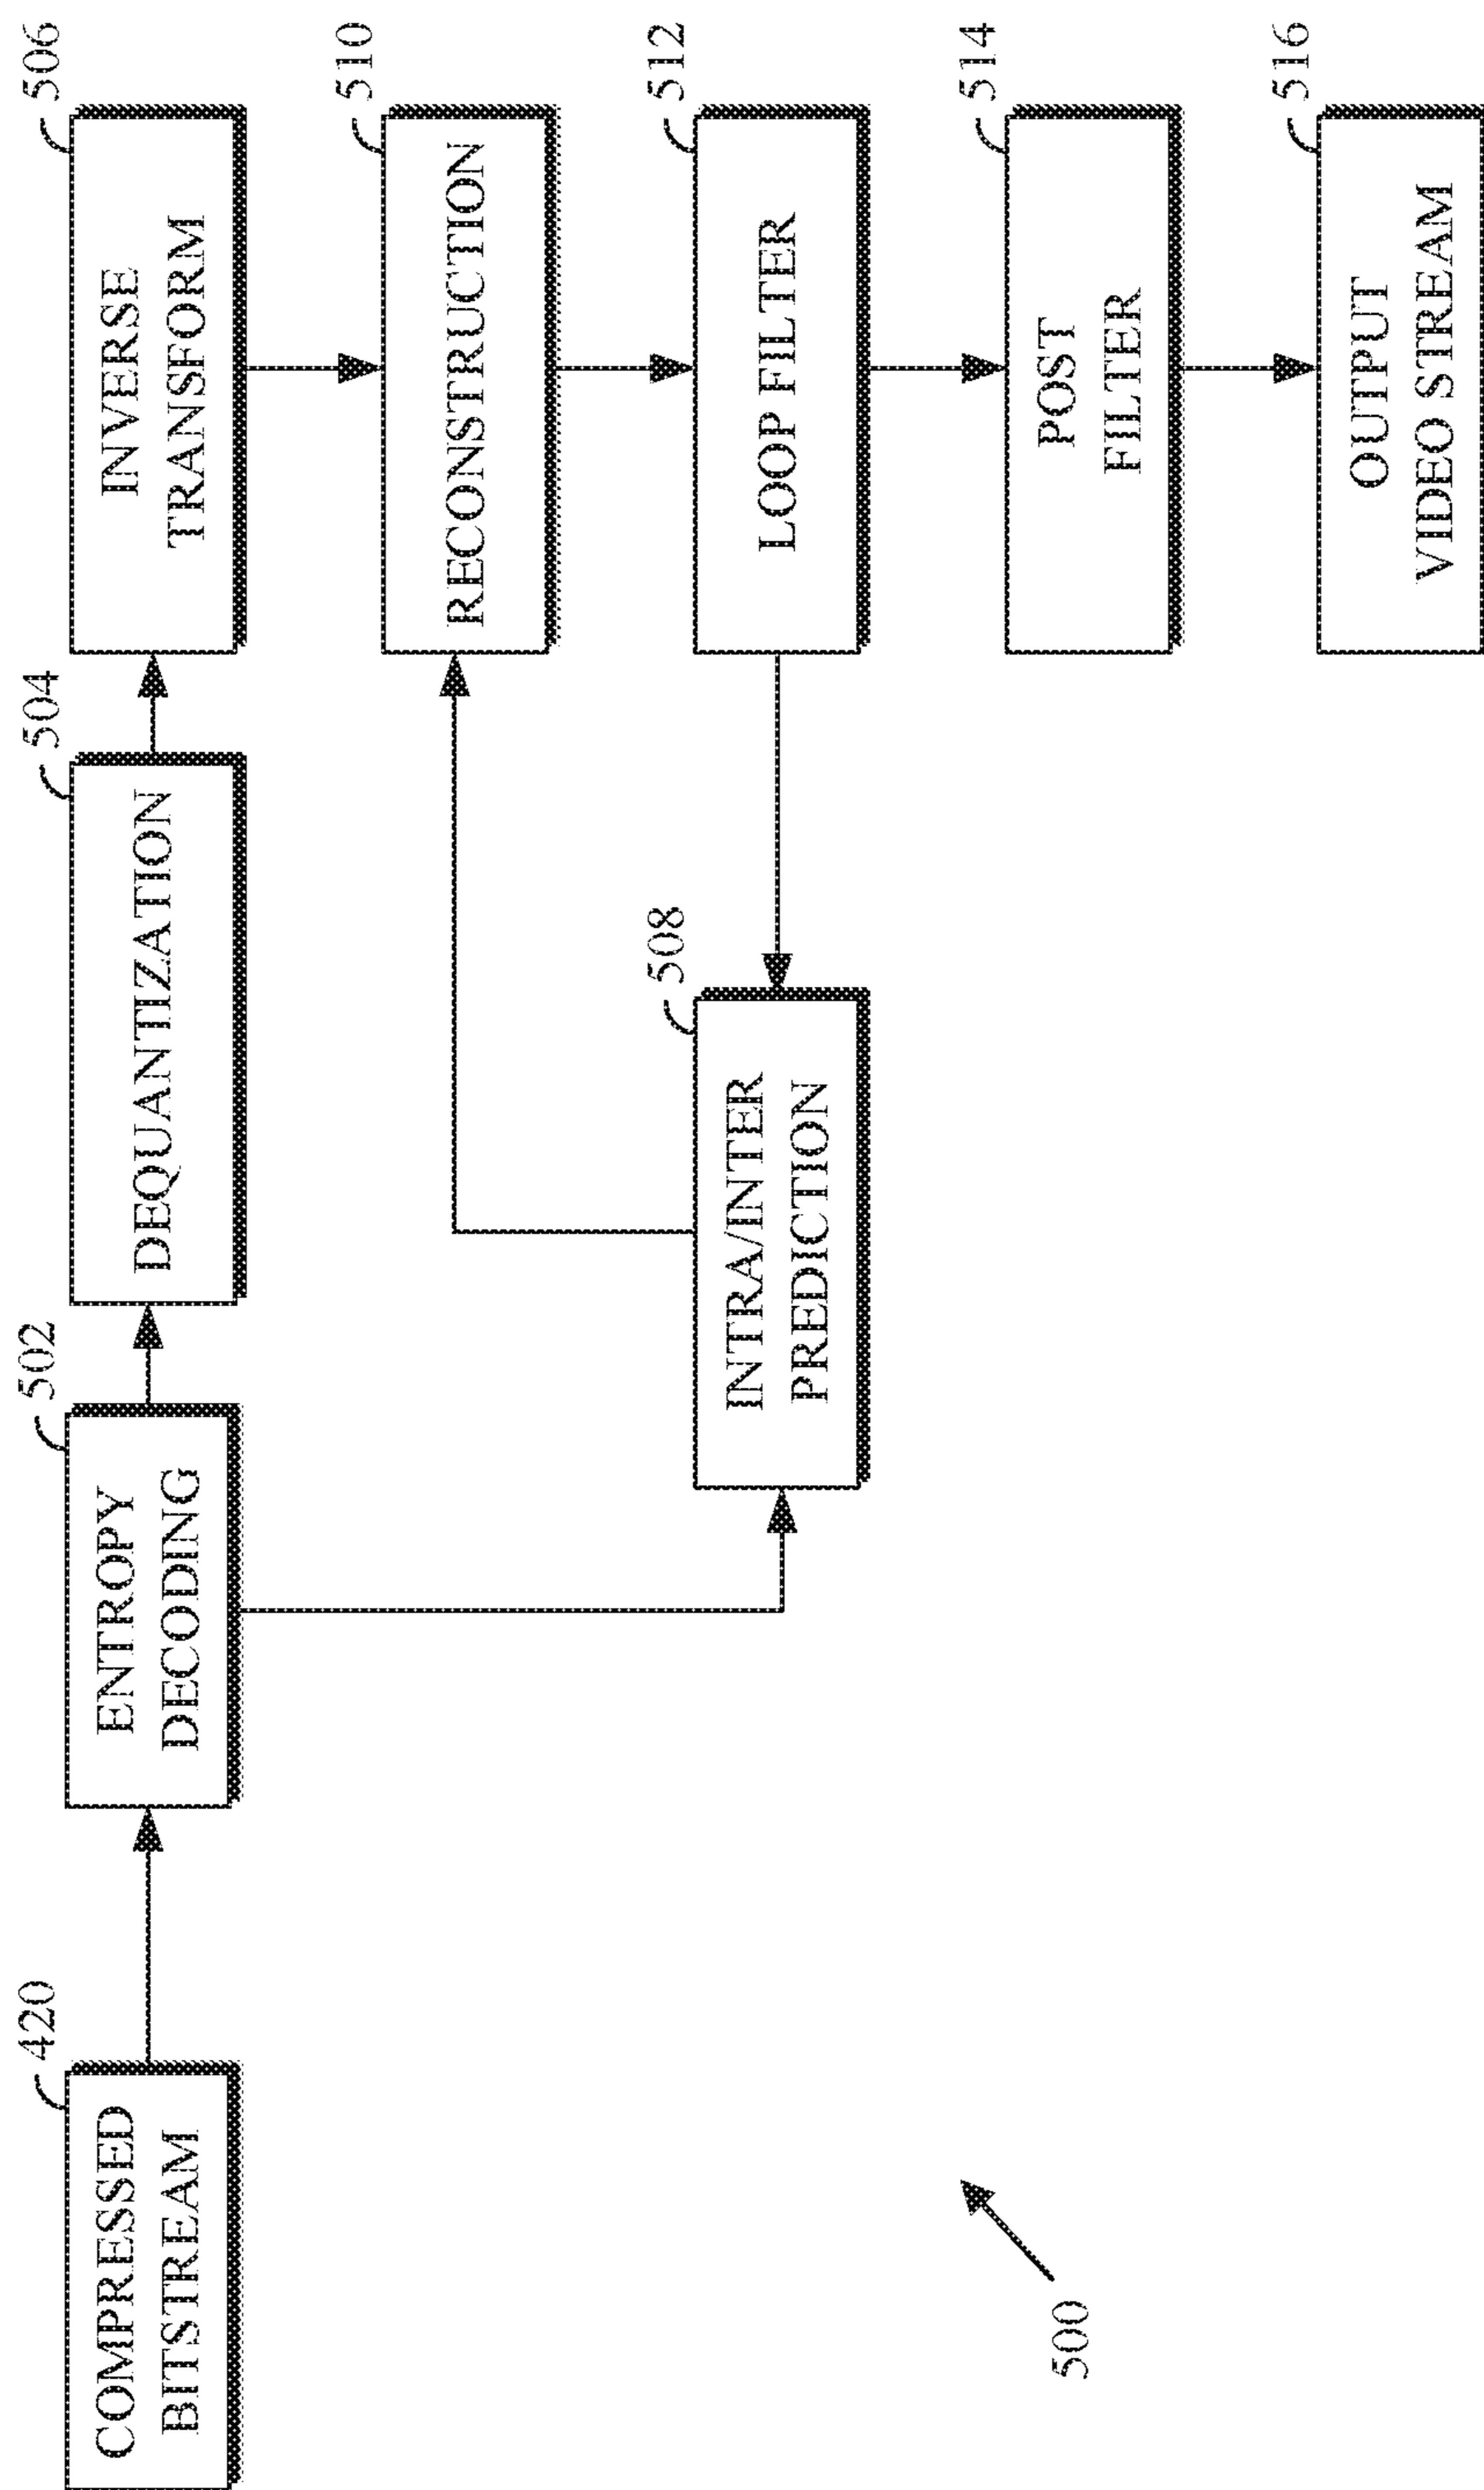 420
COMPRESSED
BITSTREAM
502
ENTROPY
DECODING
504
DEQUANTIZATION
506
INVERSE
TRANSFORM
510
RECONSTRUCTION
508
INTRA/INTER
PREDICTION
512
LOOP FILTER
514
POST
FILTER
516
OUTPUT
VIDEO STREAM
500